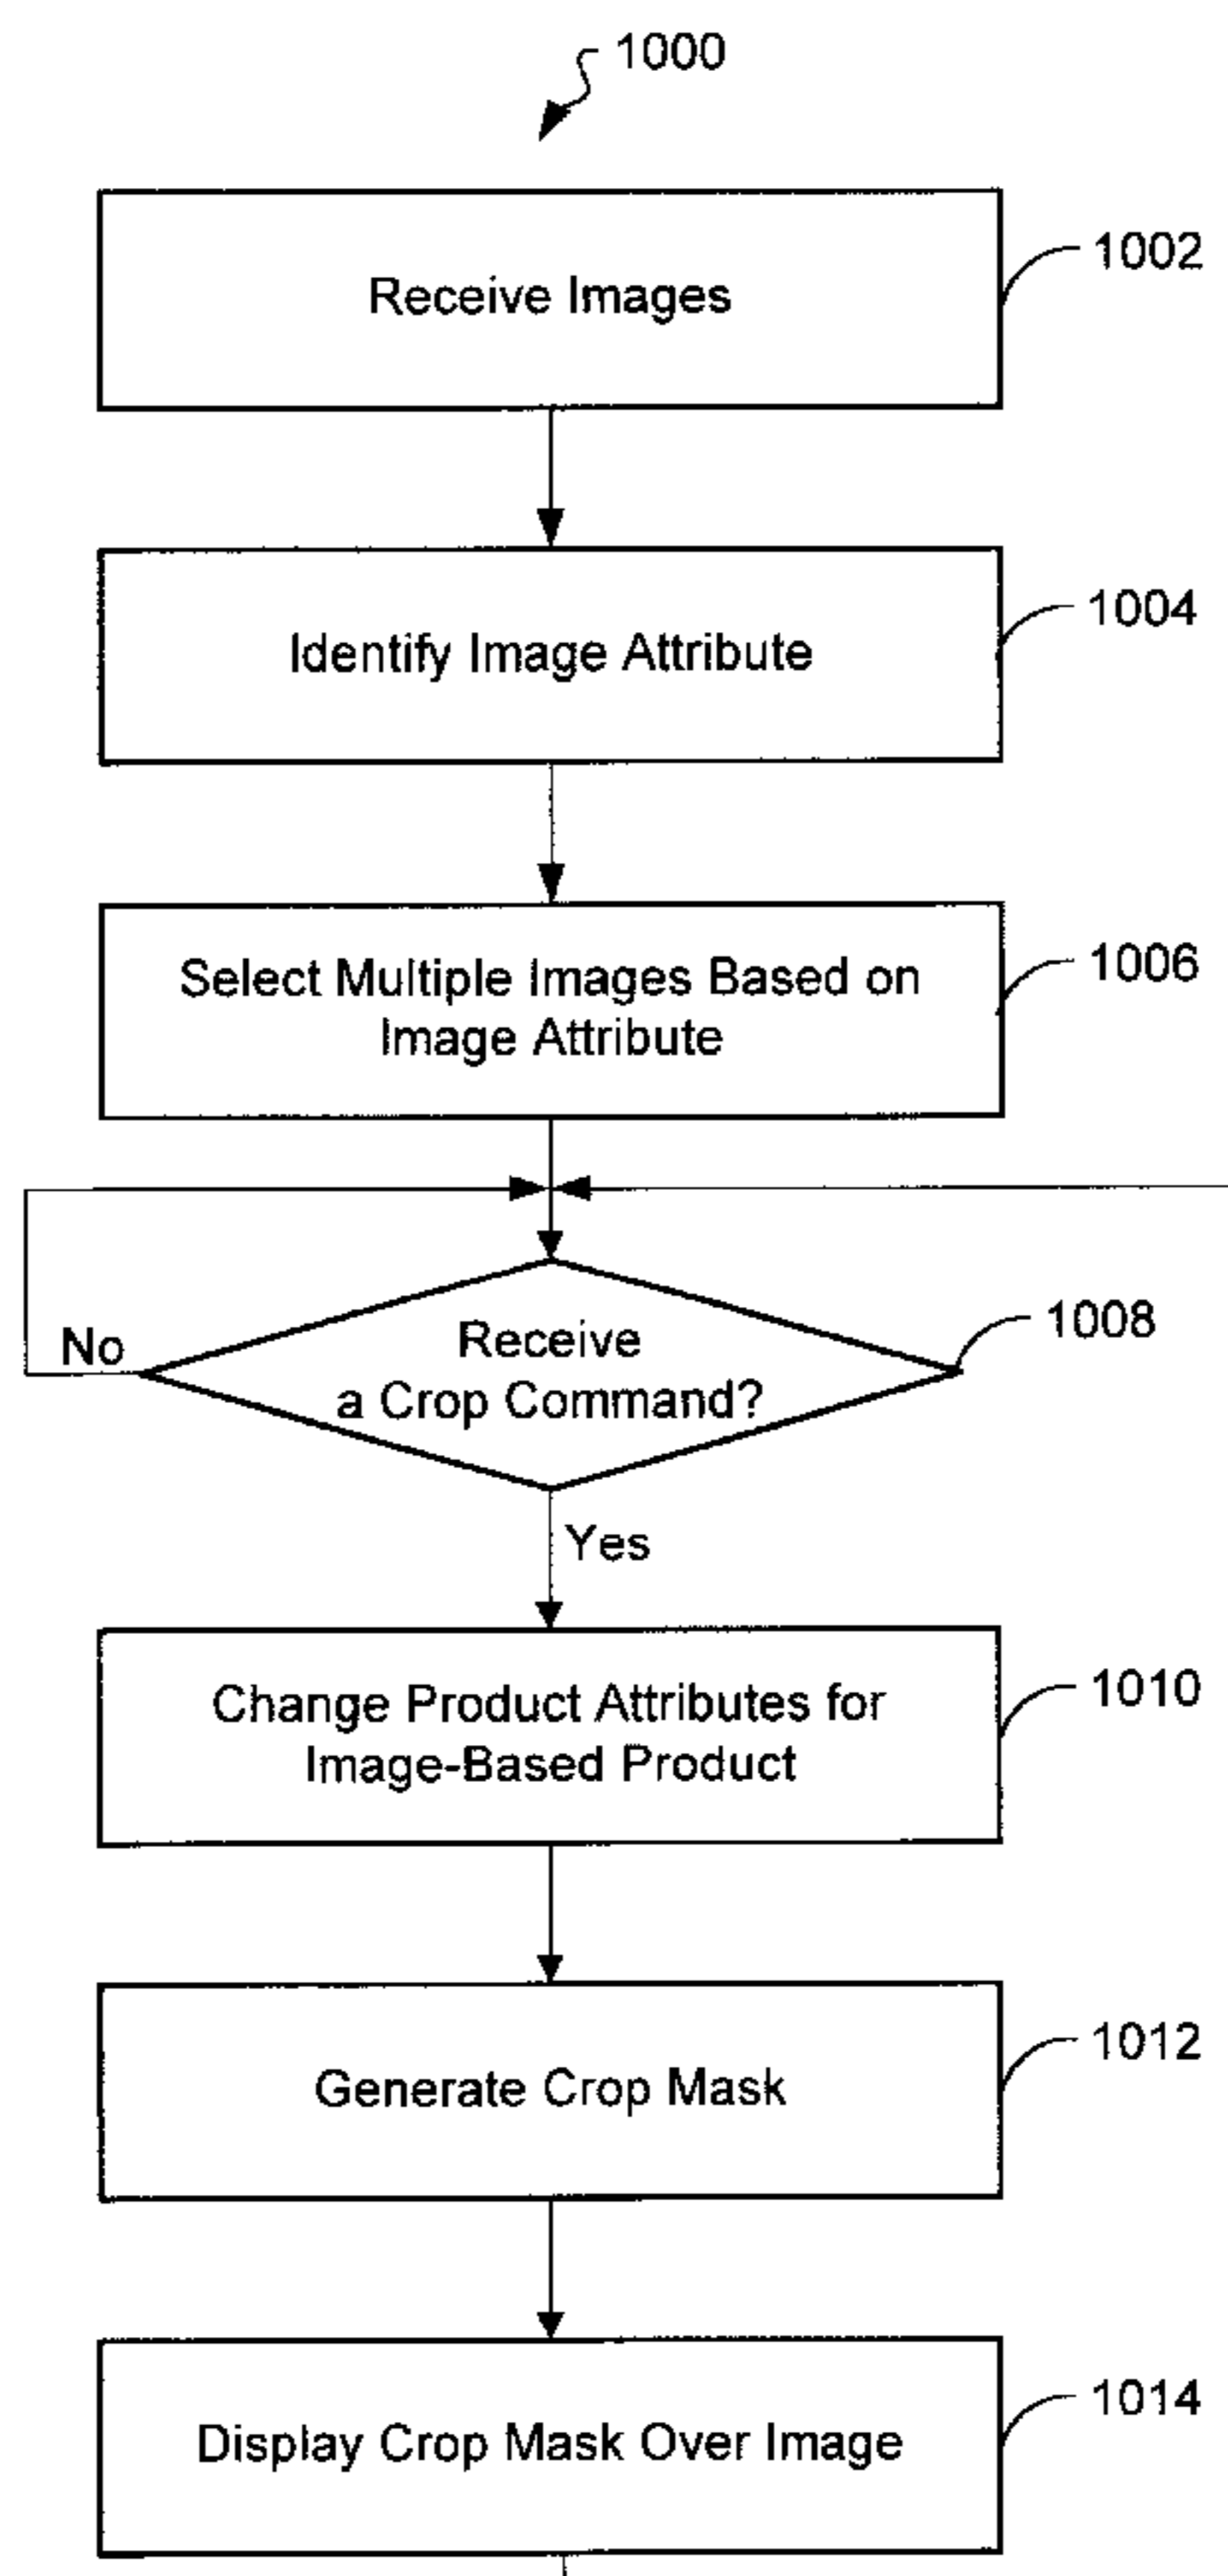 1000
Receive Images
1002
Identify Image Attribute
1004
Select Multiple Images Based on
Image Attribute
1006
No
Receive
a Crop Command?
1008
Yes
Change Product Attributes for
Image-Based Product
1010
Generate Crop Mask
1012
Display Crop Mask Over Image
1014